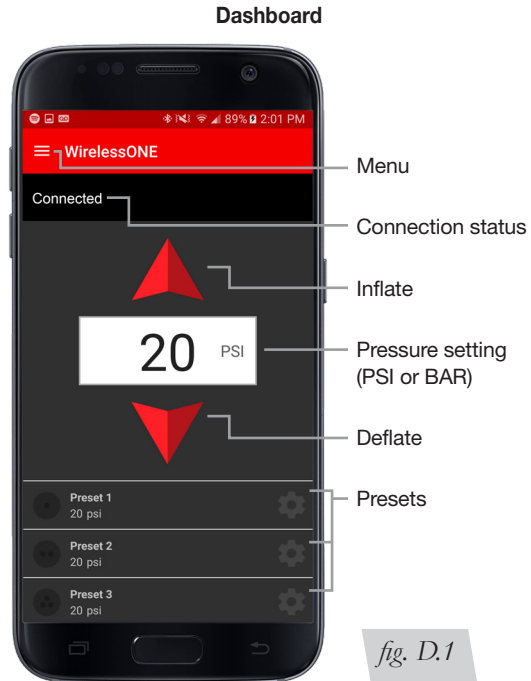 Dashboard
89% 2:01 PM
WirelessONE
Menu
Connected
Connection status
Inflate
20 PSI
Pressure setting
(PSI or BAR)
Deflate
Presets
Preset 1
20 psi
Preset 2
20 psi
Preset 3
20 psi
fig. D.1